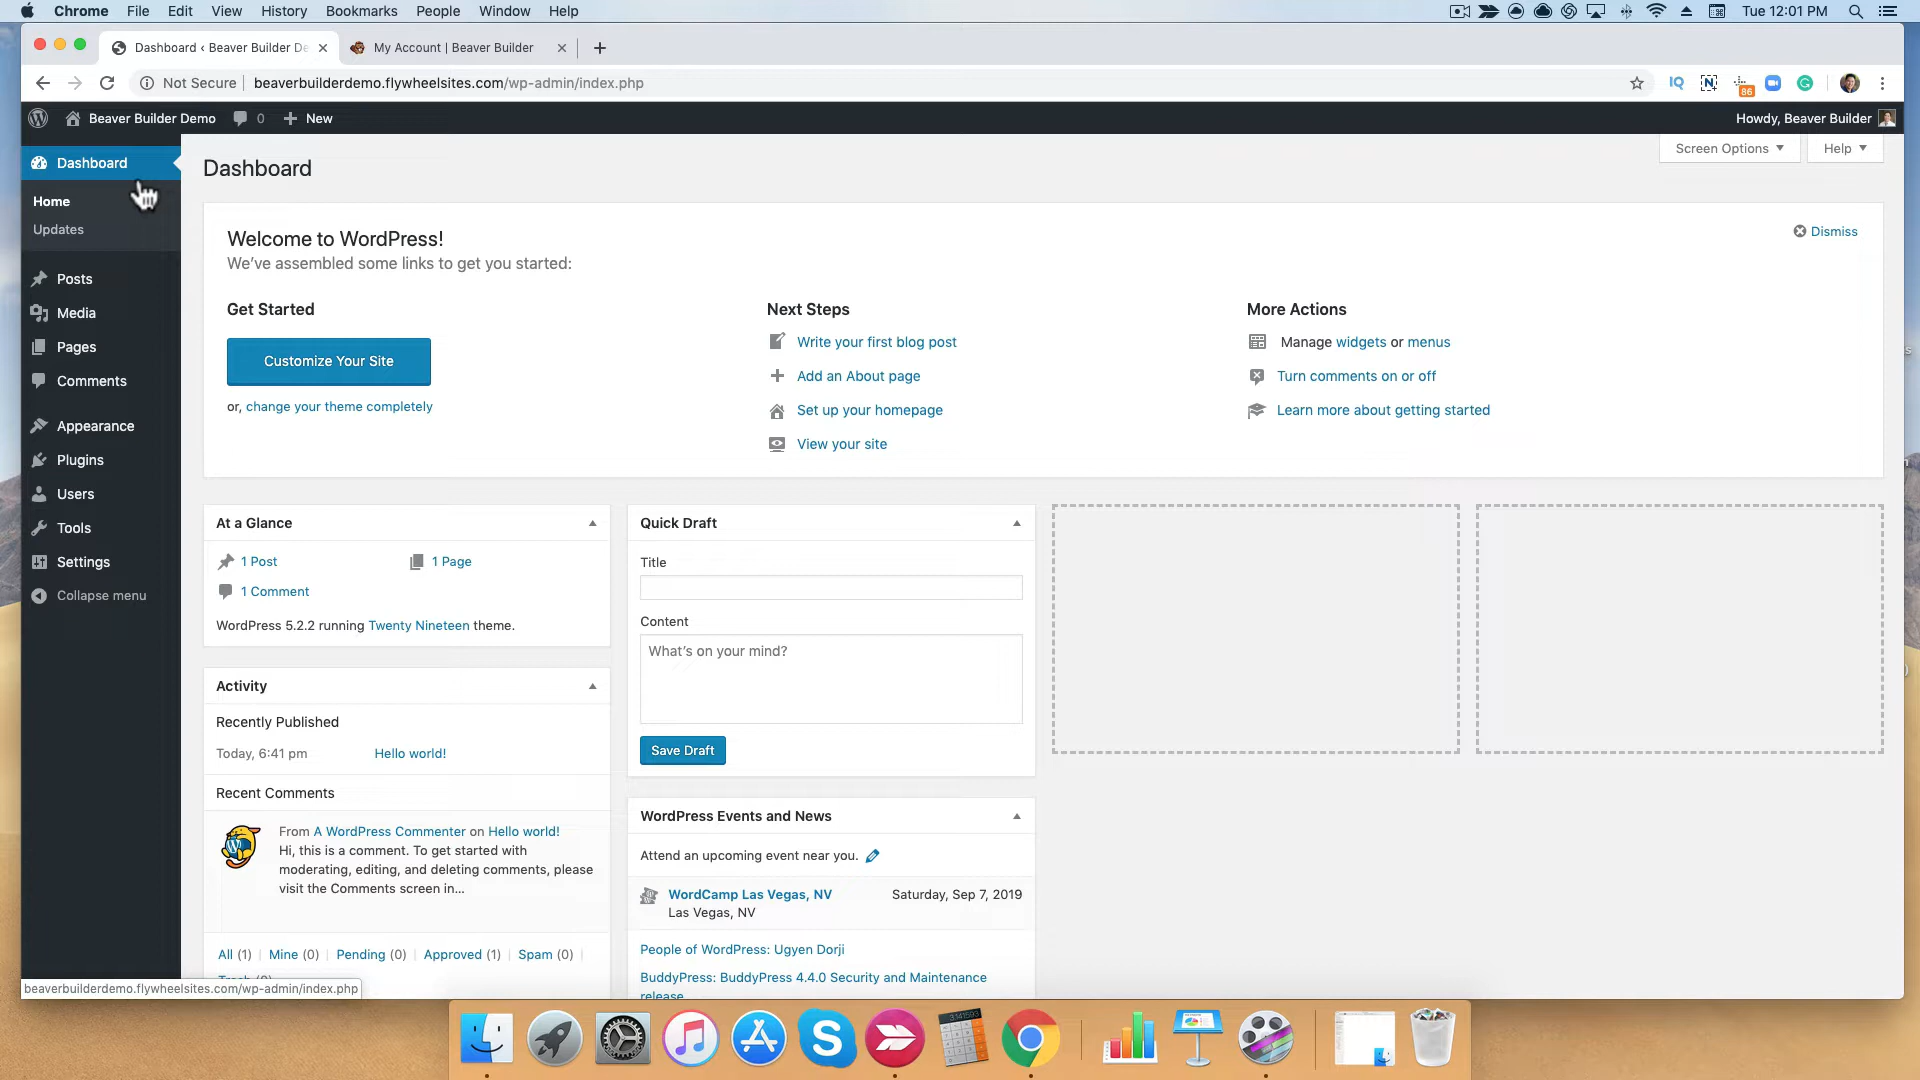 Chrome File Edit View History Bookmarks People Window Help Tue 12:01 PM
Dashboard ‹ Beaver Builder De My Account | Beaver Builder
Not Secure beaverbuilderdemo.flywheelsites.com/wp-admin/index.php
IQ N 86
Beaver Builder Demo 0 New Howdy, Beaver Builder
Dashboard
Home
Updates
Posts
Media
Pages
Comments
Appearance
Plugins
Users
Tools
Settings
Collapse menu
Dashboard
Screen Options Help
Welcome to WordPress!
We've assembled some links to get you started:
Dismiss
Get Started
Customize Your Site
or, change your theme completely
Next Steps
Write your first blog post
Add an About page
Set up your homepage
View your site
More Actions
Manage widgets or menus
Turn comments on or off
Learn more about getting started
At a Glance
1 Post 1 Page
1 Comment
WordPress 5.2.2 running Twenty Nineteen theme.
Activity
Recently Published
Today, 6:41 pm Hello world!
Recent Comments
From A WordPress Commenter on Hello world!
Hi, this is a comment. To get started with
moderating, editing, and deleting comments, please
visit the Comments screen in…
All (1) | Mine (0) | Pending (0) | Approved (1) | Spam (0) |
Trash (0)
Quick Draft
Title
Content
What's on your mind?
Save Draft
WordPress Events and News
Attend an upcoming event near you.
WordCamp Las Vegas, NV Saturday, Sep 7, 2019
Las Vegas, NV
People of WordPress: Ugyen Dorji
BuddyPress: BuddyPress 4.4.0 Security and Maintenance
release
beaverbuilderdemo.flywheelsites.com/wp-admin/index.php
3.141593